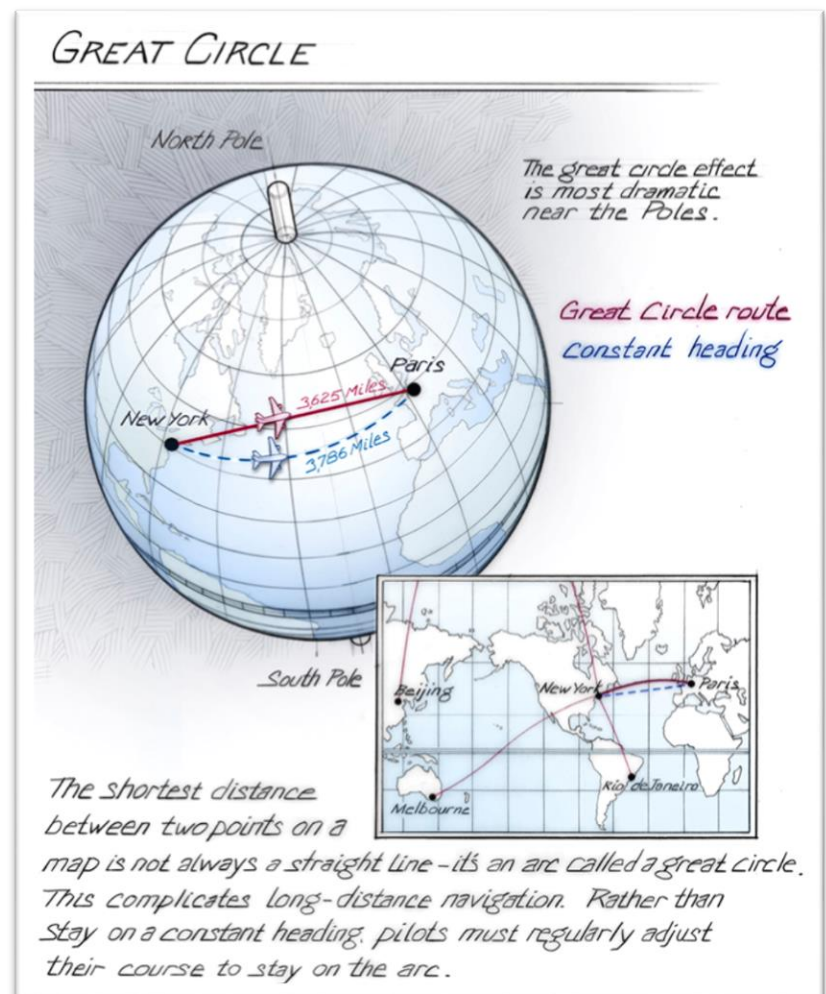 GREAT CIRCLE
North Pole
The great circle effect
is most dramatic
near the Poles.
Great Circle route
constant heading
Paris
3,625 Miles
New York
3,786 Miles
South Pole
Beijing
New York
Paris
Rio de Janeiro
Melbourne
The shortest distance
between two points on a
map is not always a straight line – it's an arc called a great circle.
This complicates long-distance navigation. Rather than
stay on a constant heading, pilots must regularly adjust
their course to stay on the arc.